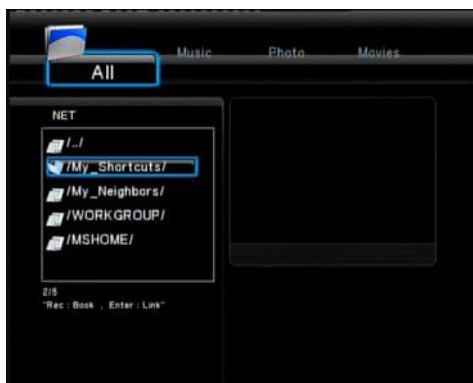 Music Photo Movies
All
NET
/../
/My_Shortcuts/
/My_Neighbors/
/WORKGROUP/
/MSHOME/
2/5
"Rec : Book , Enter : Link"